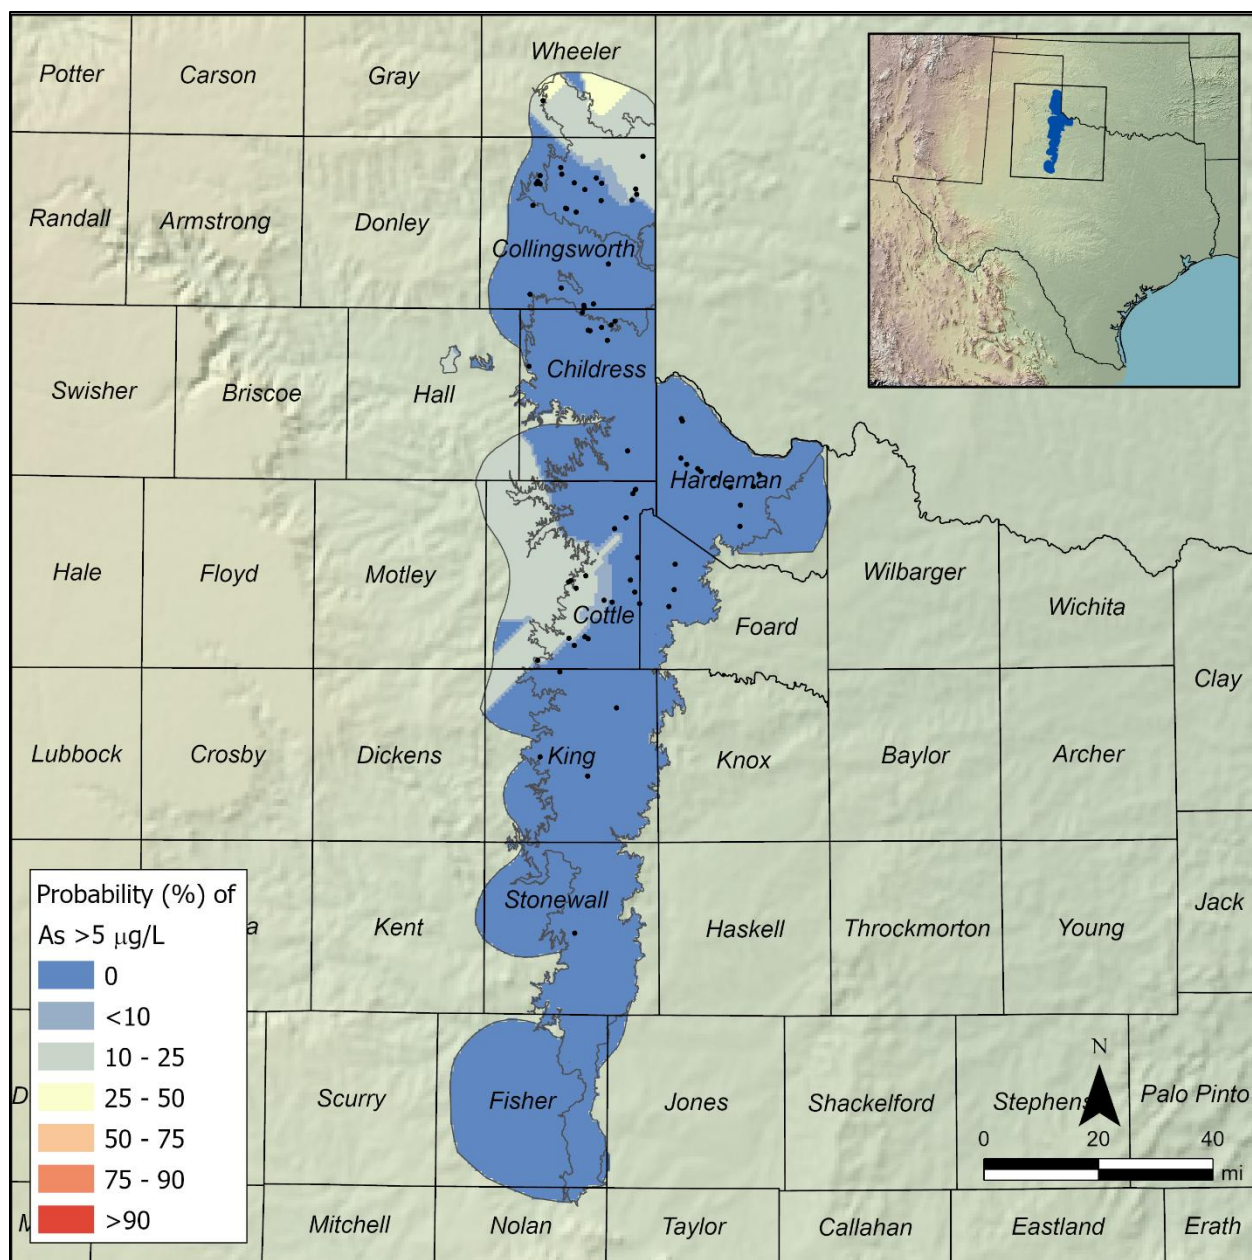 Wheeler
Potter
Carson
Gray
Randall
Armstrong
Donley
Collingsworth
Swisher
Briscoe
Hall
Childress
Hardeman
Hale
Floyd
Motley
Cottle
Foard
Wilbarger
Wichita
Clay
Lubbock
Crosby
Dickens
King
Knox
Baylor
Archer
Kent
Stonewall
Haskell
Throckmorton
Young
Jack
Probability (%) of
As >5 µg/L
0
<10
10 - 25
25 - 50
50 - 75
75 - 90
>90
a
D
Scurry
Fisher
Jones
Shackelford
Stephens
Palo Pinto
N
0 20 40
mi
M
Mitchell
Nolan
Taylor
Callahan
Eastland
Erath